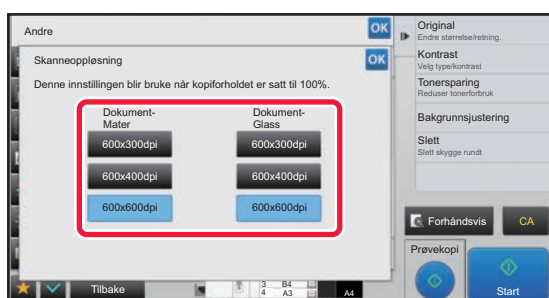 Andre
OK
Skanneoppløsning
OK
Denne innstillingen blir bruke når kopiforholdet er satt til 100%.
Dokument-
Mater
Dokument-
Glass
600x300dpi
600x300dpi
600x400dpi
600x400dpi
600x600dpi
600x600dpi
Tilbake
3 B4
4 A3
A4
Original
Endre størrelse/retning.
Kontrast
Velg type/kontrast
Tonersparing
Reduser tonerforbruk
Bakgrunnsjustering
Slett
Slett skygge rundt
Forhåndsvis
CA
Prøvekopi
Start